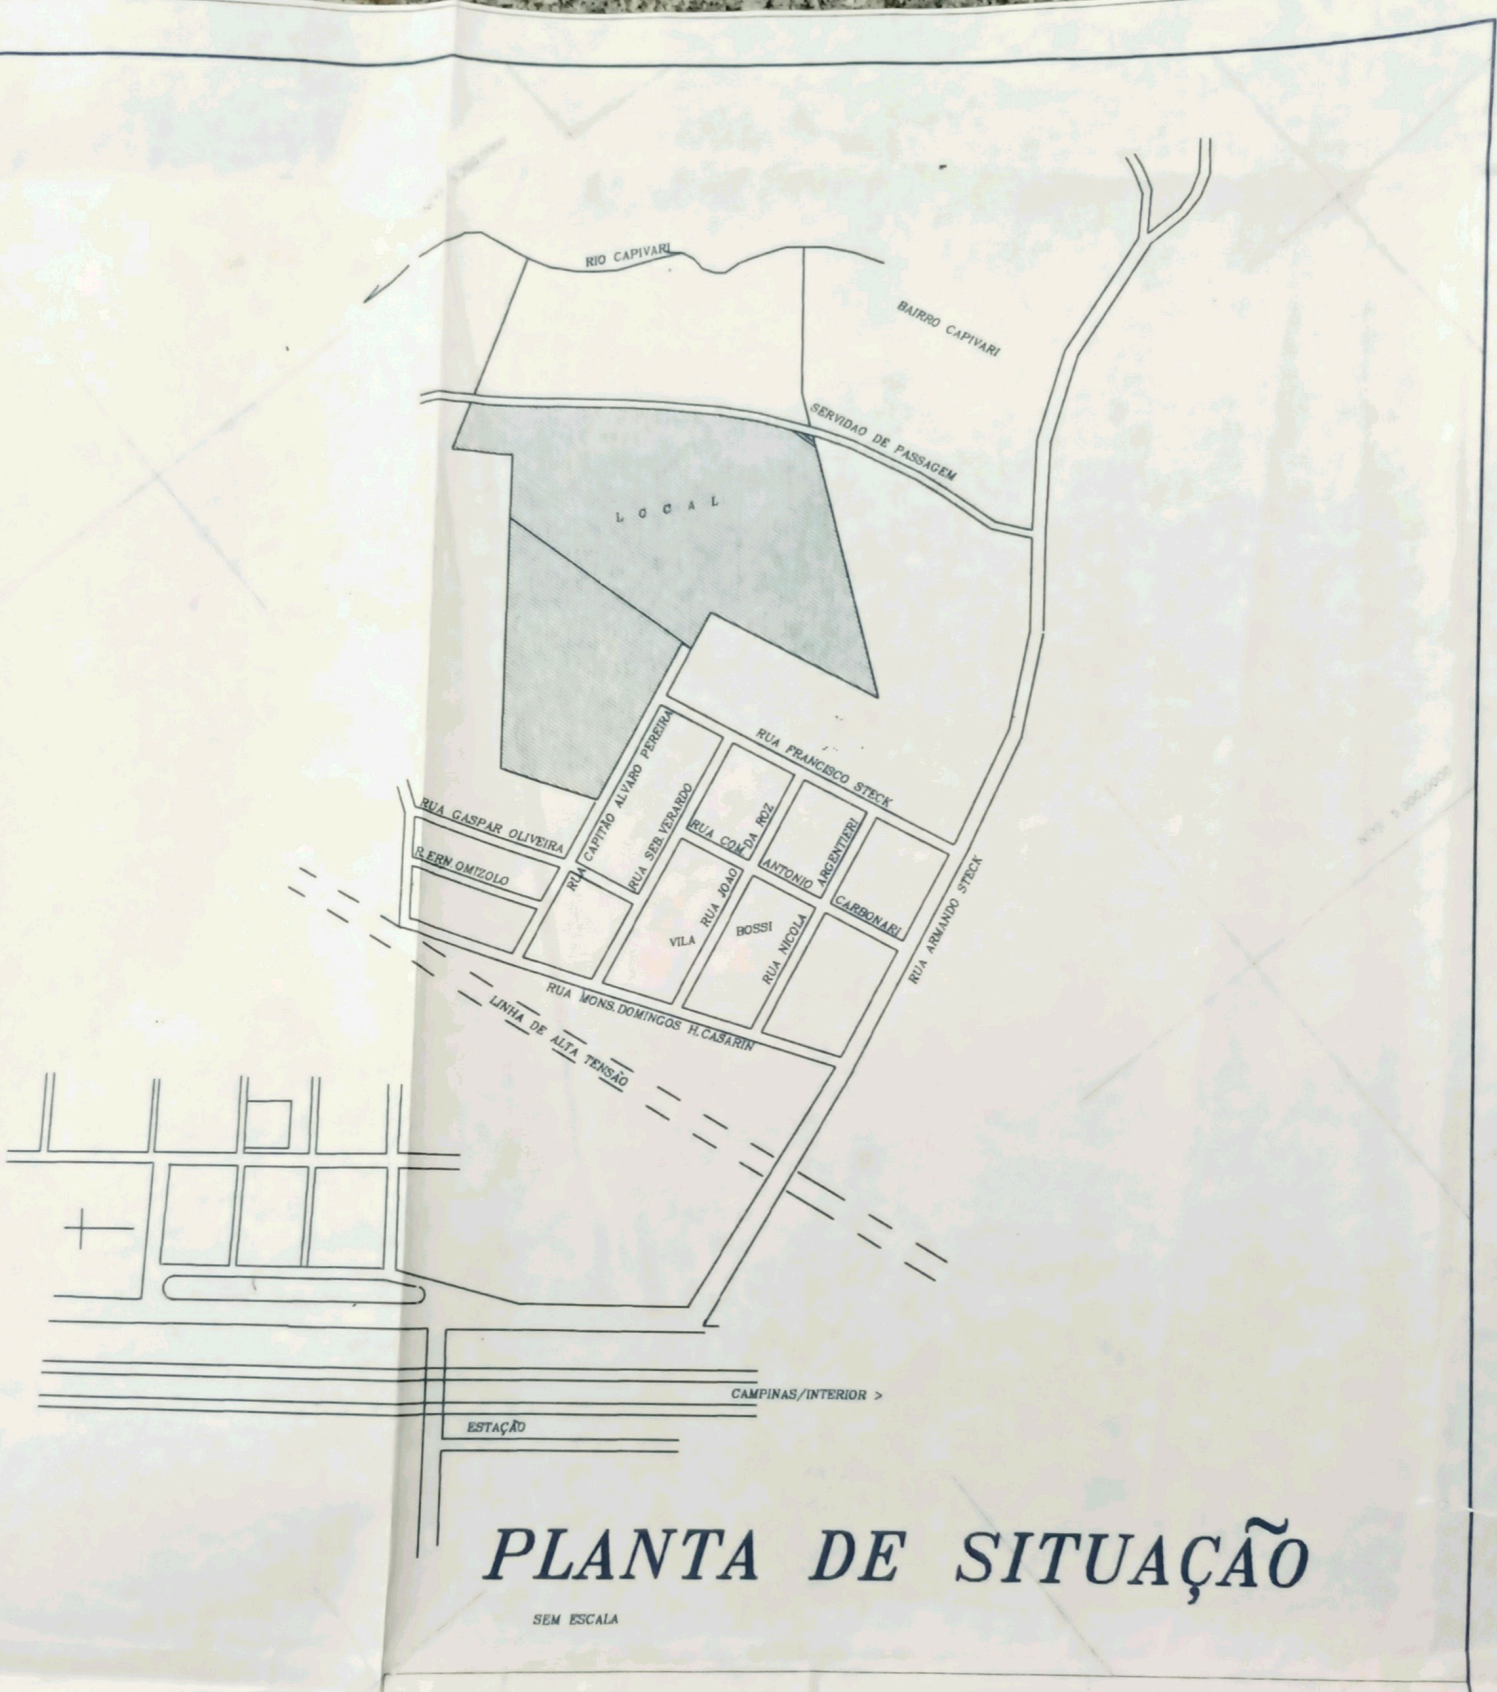 RIO CAPIVARI
BAIRRO CAPIVARI
SERVIDAO DE PASSAGEM
LOCAL
RUA FRANCISCO STECK
RUA CAPITÃO ALVARO PEREIRA
RUA SEB. VERARDO
RUA GASPAR OLIVEIRA
R. ERN. OMIZOLO
RUA COM.
DA ROZ
ANTONIO
ARGENTIERI
CARBONARI
RUA JOAO
VILA
BOSSI
RUA NICOLA
RUA ARMANDO STECK
RUA MONS. DOMINGOS H. CASARIN
LINHA DE ALTA TENSÃO
CAMPINAS/INTERIOR >
ESTAÇÃO
PLANTA DE SITUAÇÃO
SEM ESCALA